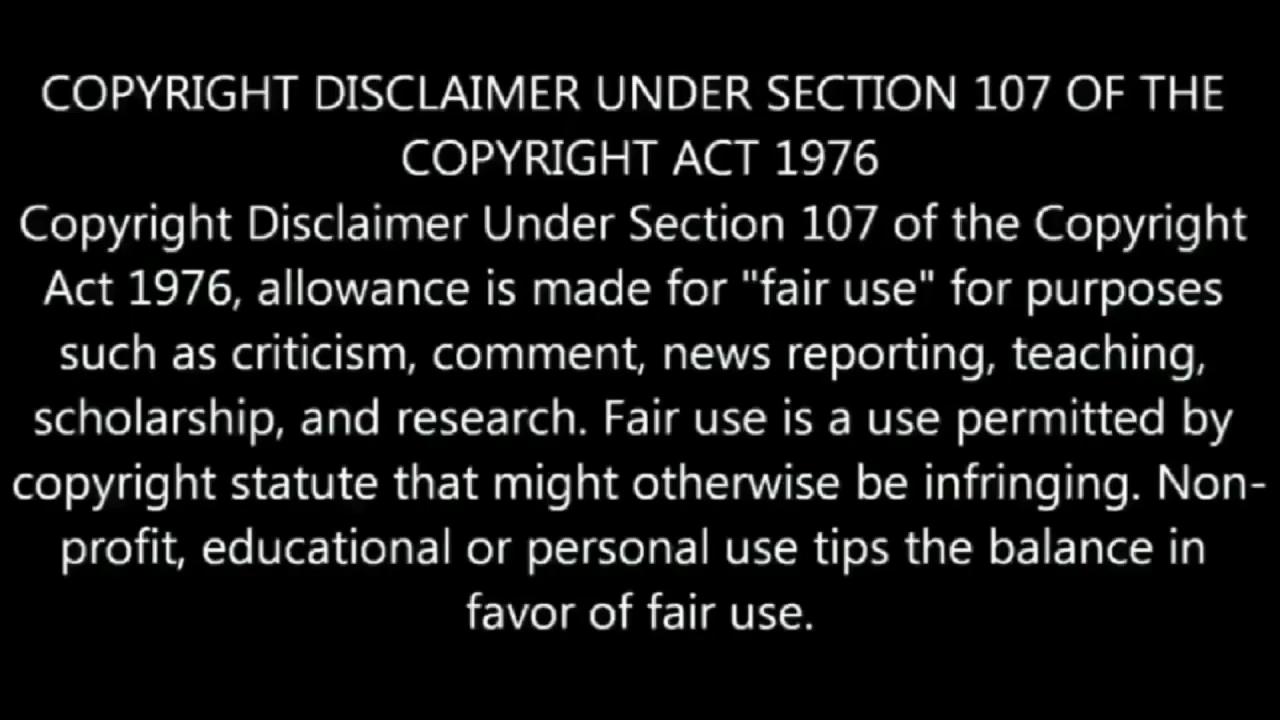 COPYRIGHT DISCLAIMER UNDER SECTION 107 OF THE
COPYRIGHT ACT 1976
Copyright Disclaimer Under Section 107 of the Copyright
Act 1976, allowance is made for "fair use" for purposes
such as criticism, comment, news reporting, teaching,
scholarship, and research. Fair use is a use permitted by
copyright statute that might otherwise be infringing. Non-
profit, educational or personal use tips the balance in
favor of fair use.